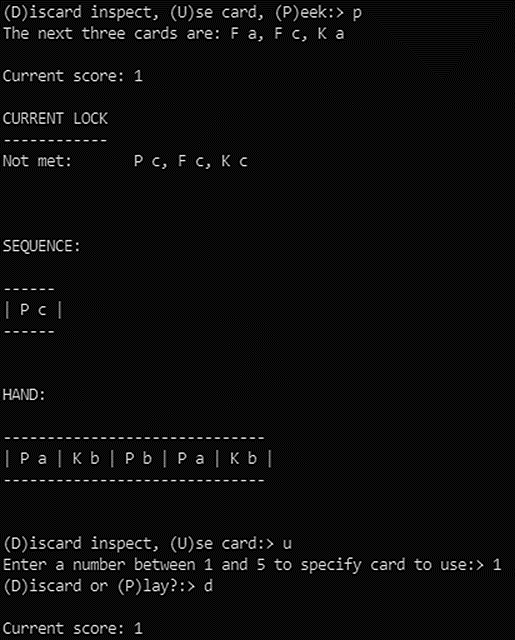 (D)iscard inspect, (U)se card, (P)eek:> p
The next three cards are: F a, F c, K a
Current score: 1
CURRENT LOCK
------------
Not met: P c, F c, K c
SEQUENCE:
------
| P c |
------
HAND:
------------------------------
| P a | K b | P b | P a | K b |
------------------------------
(D)iscard inspect, (U)se card:> u
Enter a number between 1 and 5 to specify card to use:> 1
(D)iscard or (P)lay?:> d
Current score: 1